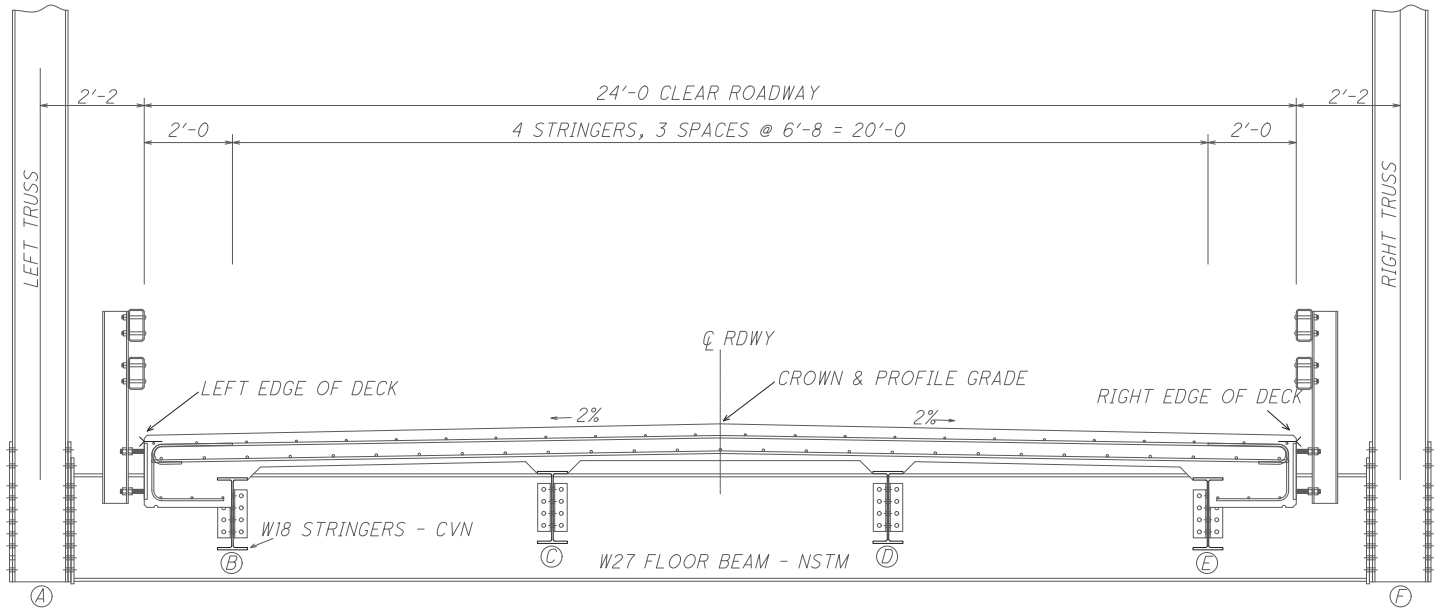 2'-2
24'-0 CLEAR ROADWAY
2'-2
2'-0
4 STRINGERS, 3 SPACES @ 6'-8 = 20'-0
2'-0
LEFT TRUSS
RIGHT TRUSS
℄ RDWY
LEFT EDGE OF DECK
CROWN & PROFILE GRADE
RIGHT EDGE OF DECK
2%
2%
W18 STRINGERS - CVN
B
C
D
E
W27 FLOOR BEAM - NSTM
A
F